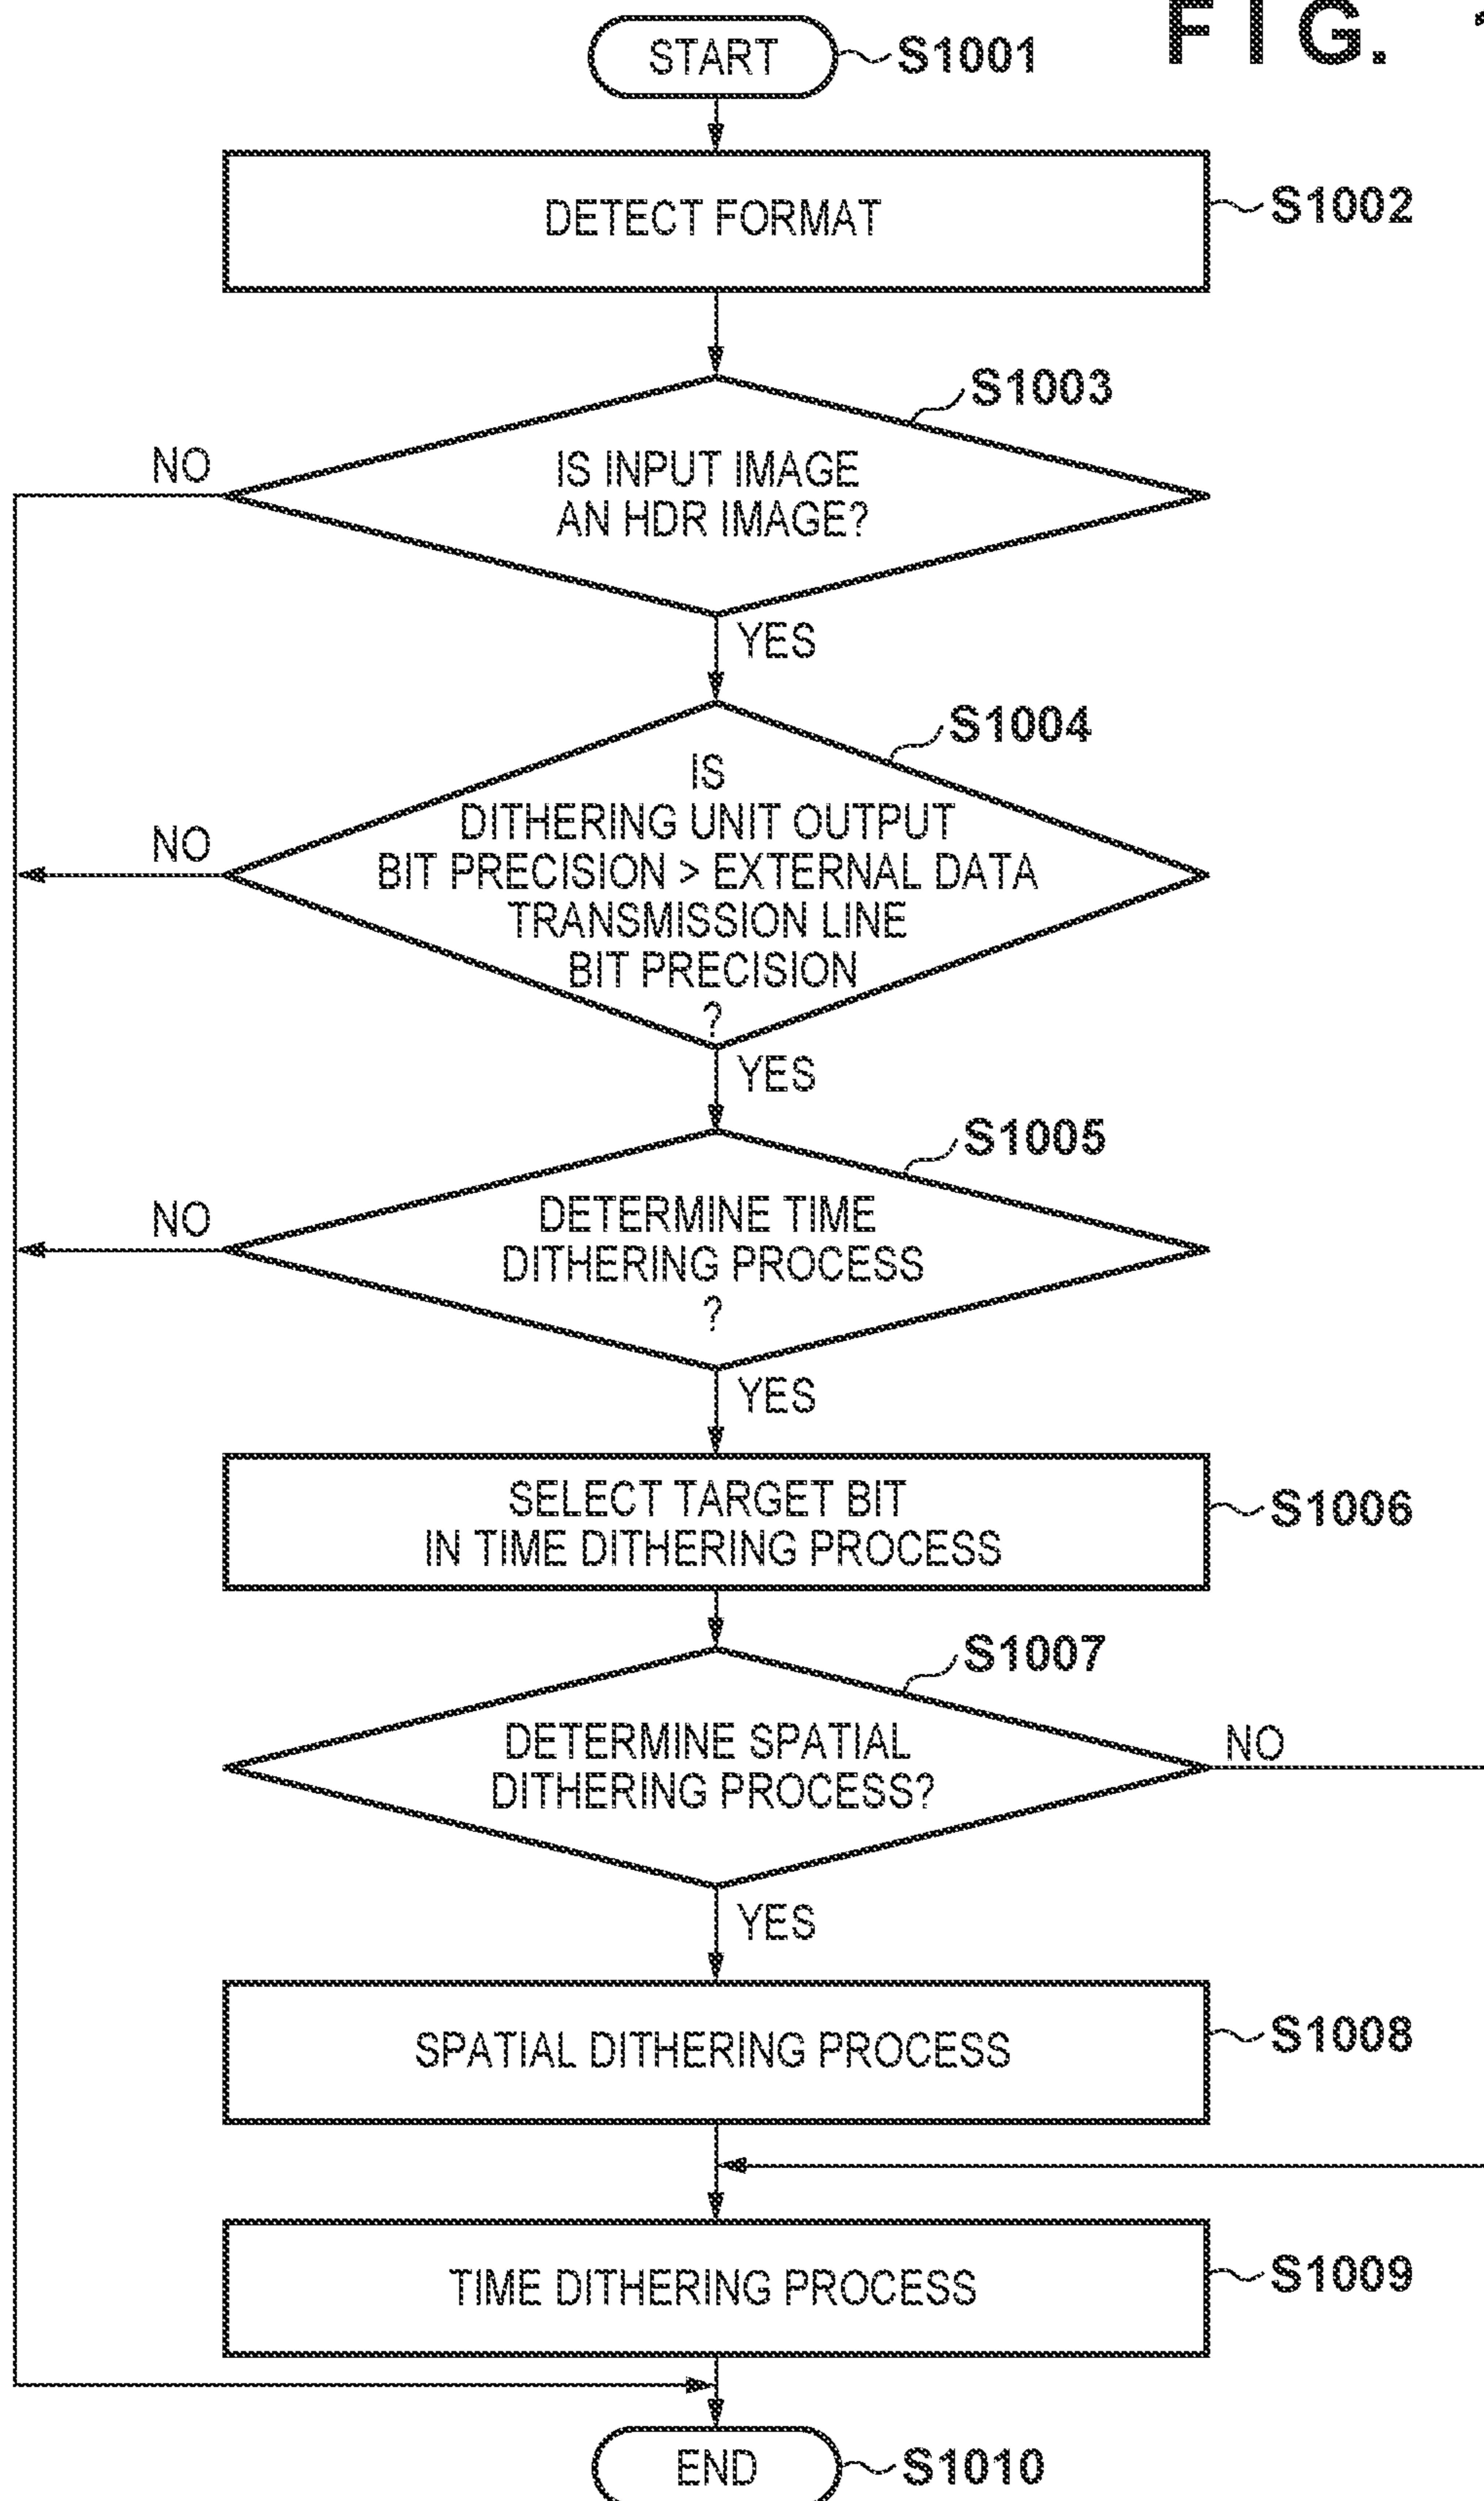 FIG.
START
S1001
DETECT FORMAT
S1002
S1003
NO
IS INPUT IMAGE
AN HDR IMAGE?
YES
S1004
NO
IS
DITHERING UNIT OUTPUT
BIT PRECISION > EXTERNAL DATA
TRANSMISSION LINE
BIT PRECISION
?
YES
S1005
NO
DETERMINE TIME
DITHERING PROCESS
?
YES
SELECT TARGET BIT
IN TIME DITHERING PROCESS
S1006
S1007
DETERMINE SPATIAL
DITHERING PROCESS?
NO
YES
SPATIAL DITHERING PROCESS
S1008
TIME DITHERING PROCESS
S1009
END
S1010